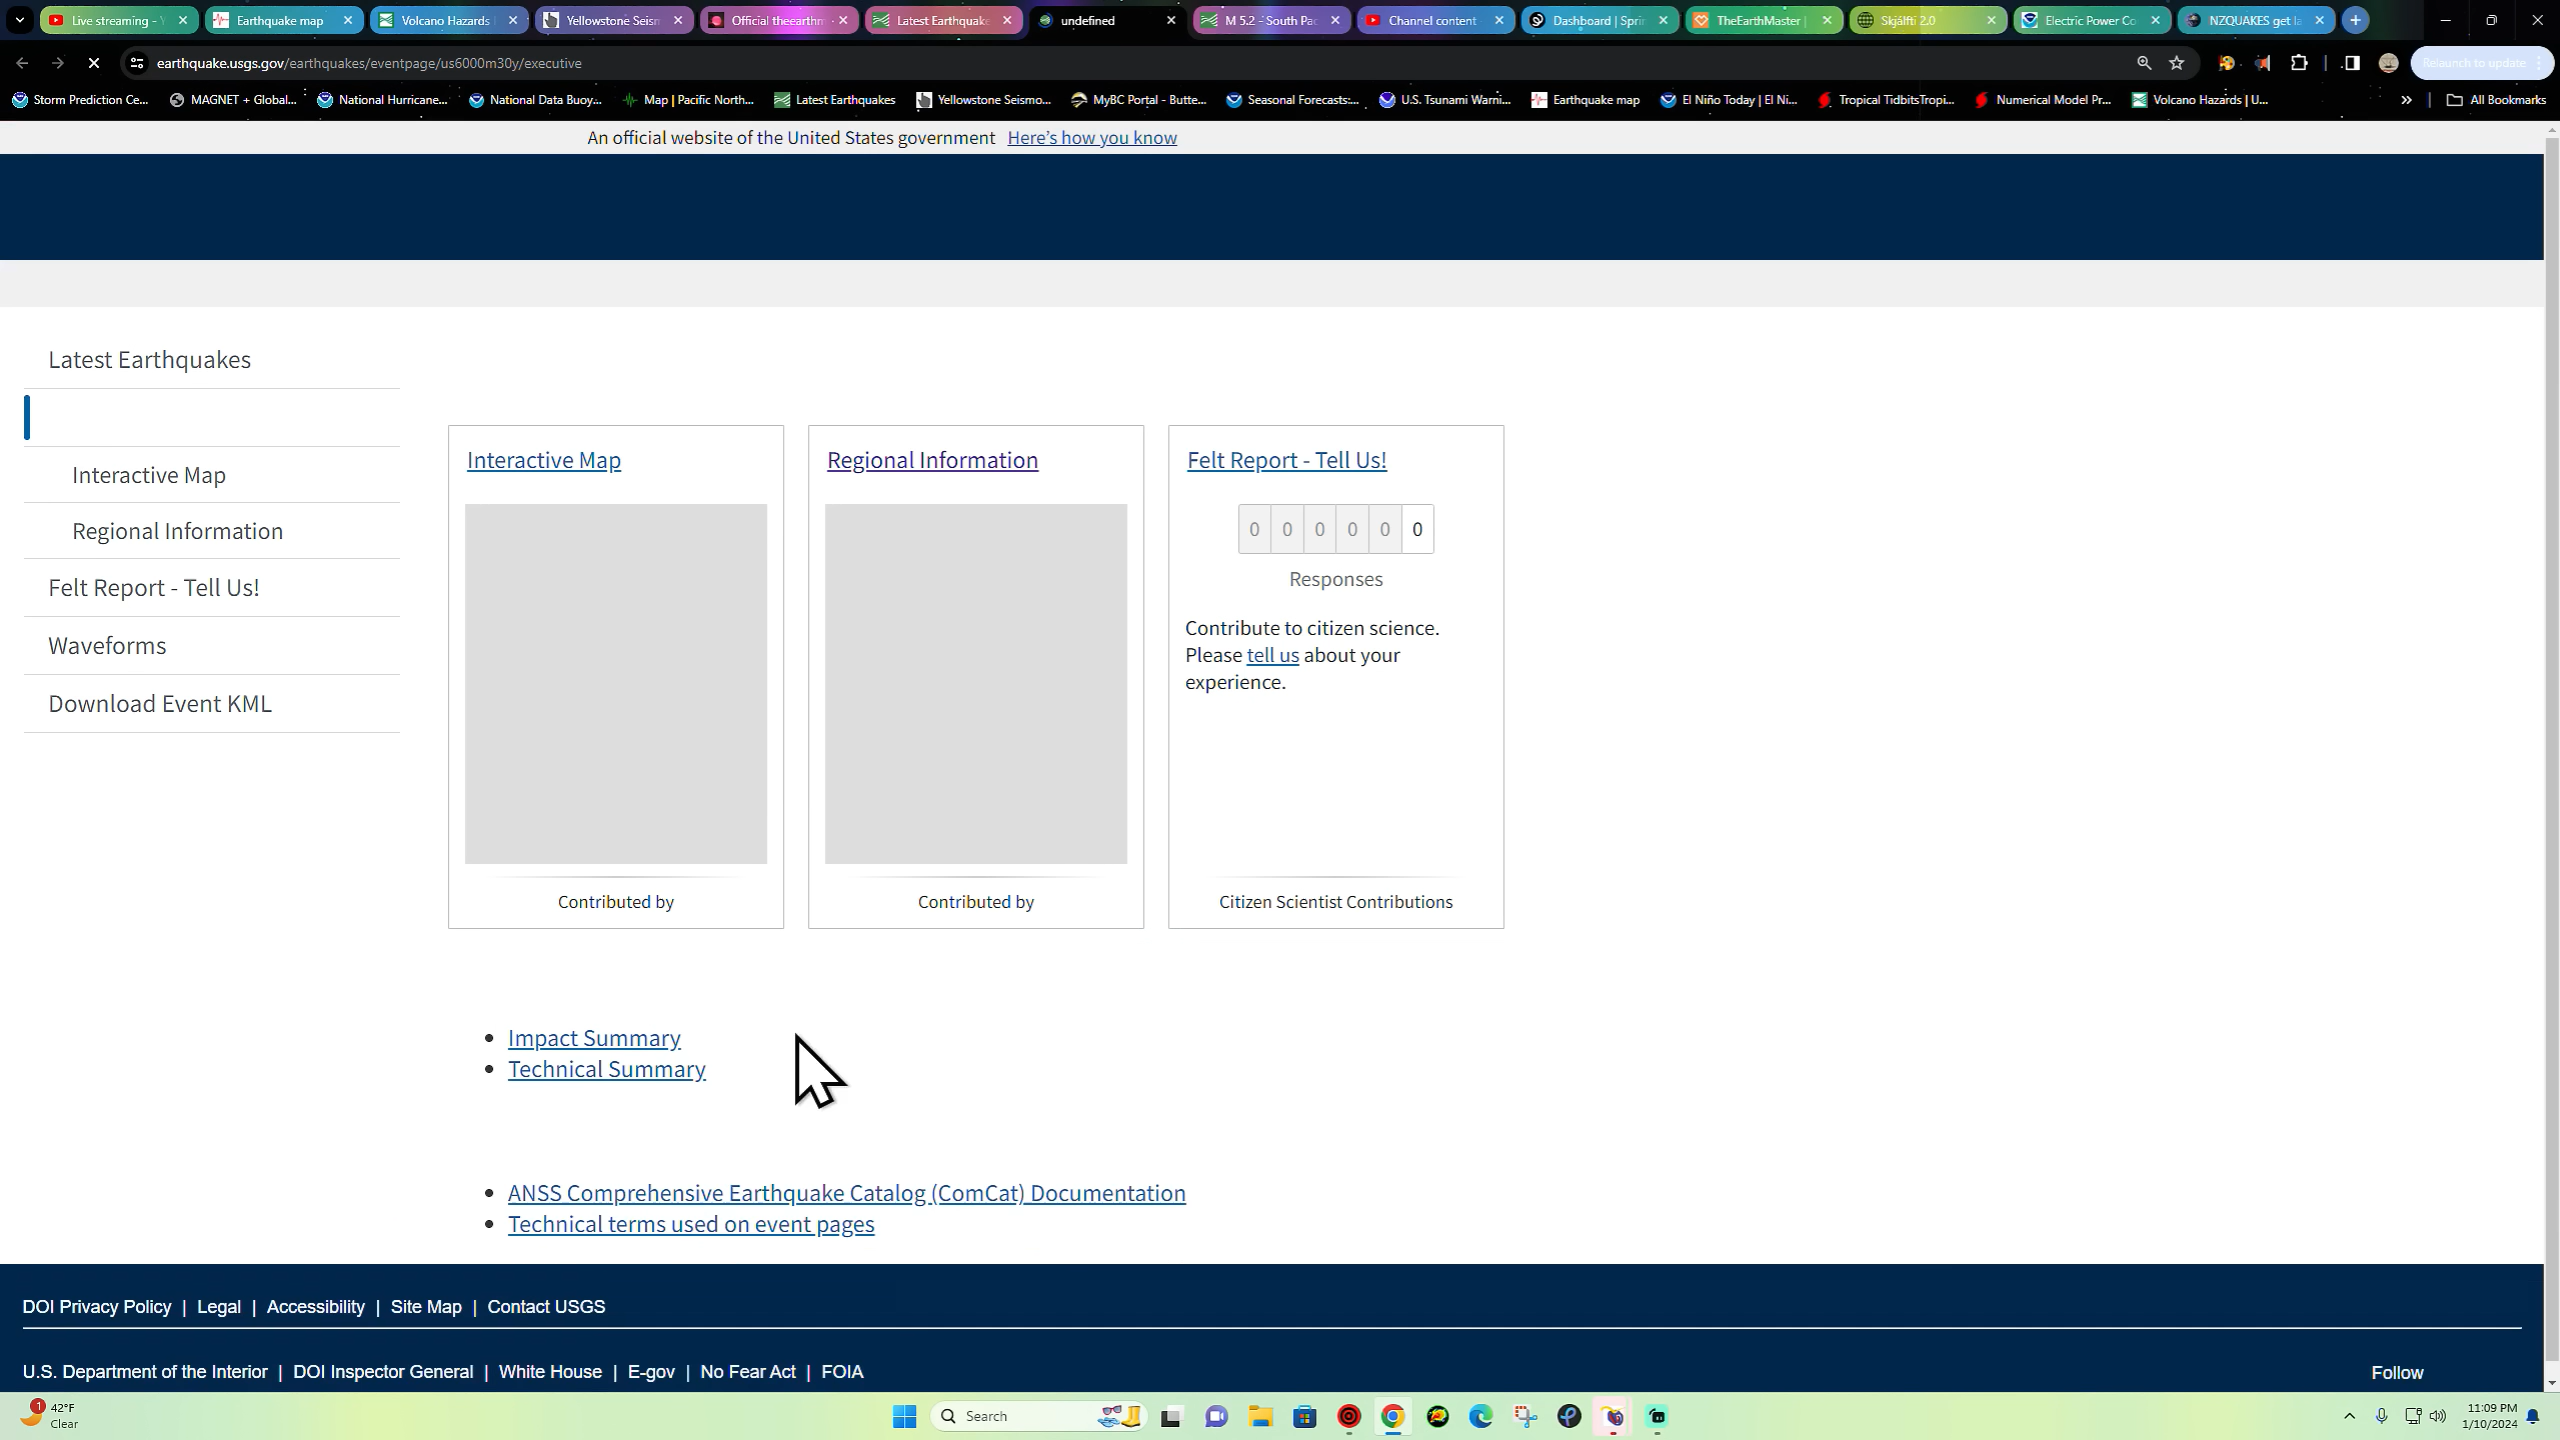 Live streaming - Y
Earthquake map
Volcano Hazards
Yellowstone Seism
Official theearthm
Latest Earthquake
undefined
M 5.2 - South Pac
Channel content
Dashboard | Sprin
TheEarthMaster |
Skjálfti 2.0
Electric Power Co
NZQUAKES get la
earthquake.usgs.gov/earthquakes/eventpage/us6000m30y/executive
Relaunch to update
Storm Prediction Ce...
MAGNET + Global...
National Hurricane...
National Data Buoy...
Map | Pacific North...
Latest Earthquakes
Yellowstone Seismo...
MyBC Portal - Butte...
Seasonal Forecasts:...
U.S. Tsunami Warni...
Earthquake map
El Niño Today | El Ni...
Tropical TidbitsTropi...
Numerical Model Pr...
Volcano Hazards | U...
All Bookmarks
An official website of the United States government Here's how you know
Latest Earthquakes
Interactive Map
Regional Information
Felt Report - Tell Us!
Waveforms
Download Event KML
Interactive Map
Contributed by
Regional Information
Contributed by
Felt Report - Tell Us!
0 0 0 0 0 0
Responses
Contribute to citizen science.
Please tell us about your
experience.
Citizen Scientist Contributions
Impact Summary
Technical Summary
ANSS Comprehensive Earthquake Catalog (ComCat) Documentation
Technical terms used on event pages
DOI Privacy Policy | Legal | Accessibility | Site Map | Contact USGS
U.S. Department of the Interior | DOI Inspector General | White House | E-gov | No Fear Act | FOIA
Follow
1
42°F
Clear
Search
11:09 PM
1/10/2024